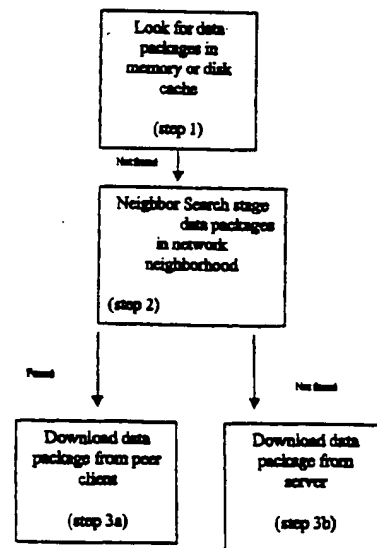 Look for data
packages in
memory or disk
cache
(step 1)
Not found
Neighbor Search stage
data packages
in network
neighborhood
(step 2)
Found
Not found
Download data
package from peer
client
(step 3a)
Download data
package from
server
(step 3b)